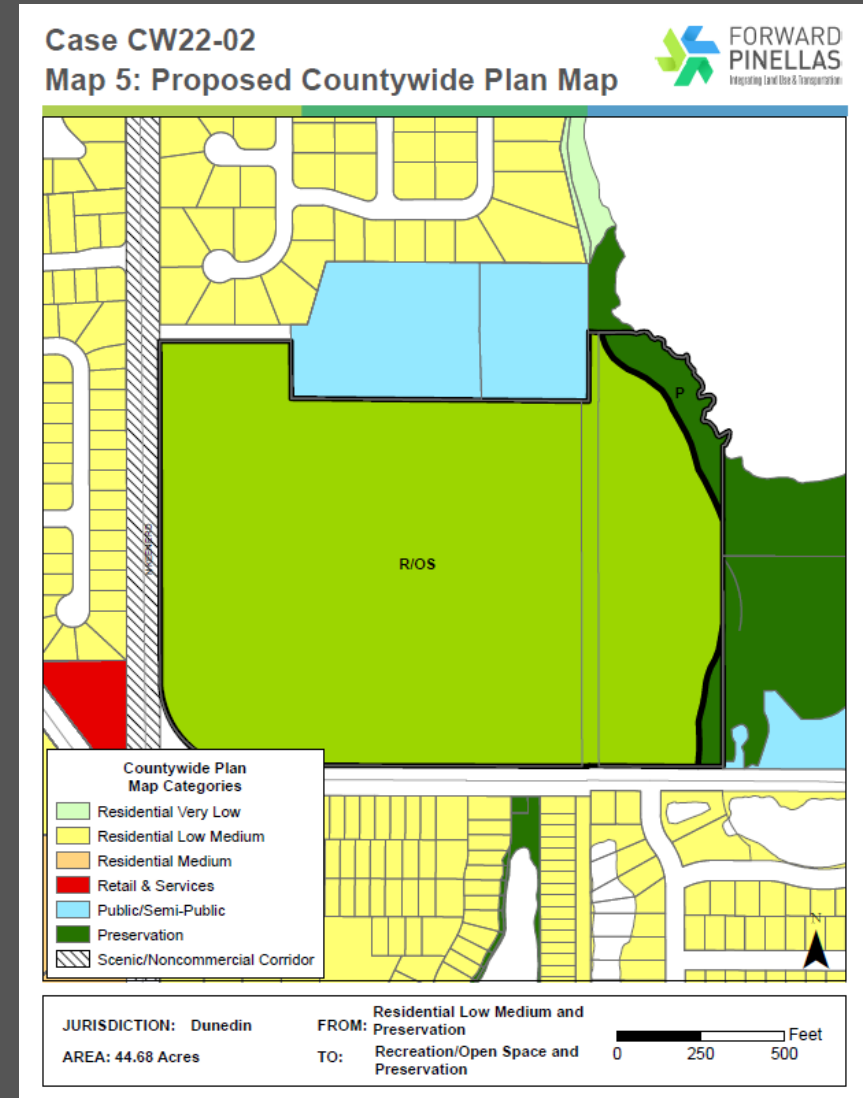 Case CW22-02
Map 5: Proposed Countywide Plan Map
FORWARD
PINELLAS
Integrating Land Use & Transportation
P
R/OS
Countywide Plan
Map Categories
Residential Very Low
Residential Low Medium
Residential Medium
Retail & Services
Public/Semi-Public
Preservation
Scenic/Noncommercial Corridor
N
JURISDICTION: Dunedin
AREA: 44.68 Acres
FROM: Residential Low Medium and
Preservation
TO: Recreation/Open Space and
Preservation
Feet
0 250 500